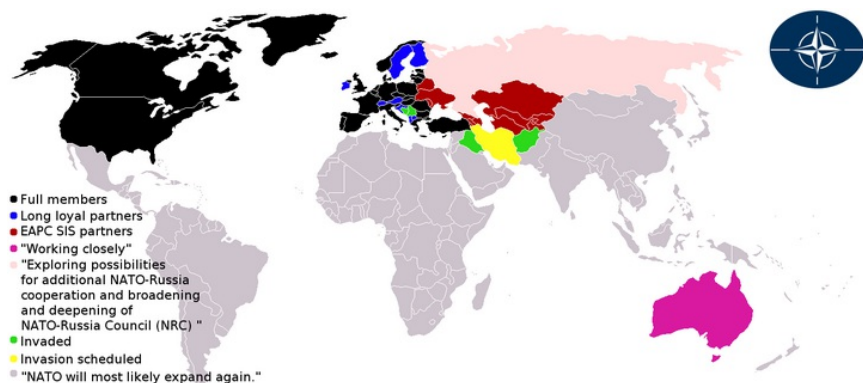 Full members
Long loyal partners
EAPC SIS partners
"Working closely"
"Exploring possibilities
for additional NATO-Russia
cooperation and broadening
and deepening of
NATO-Russia Council (NRC) "
Invaded
Invasion scheduled
"NATO will most likely expand again."